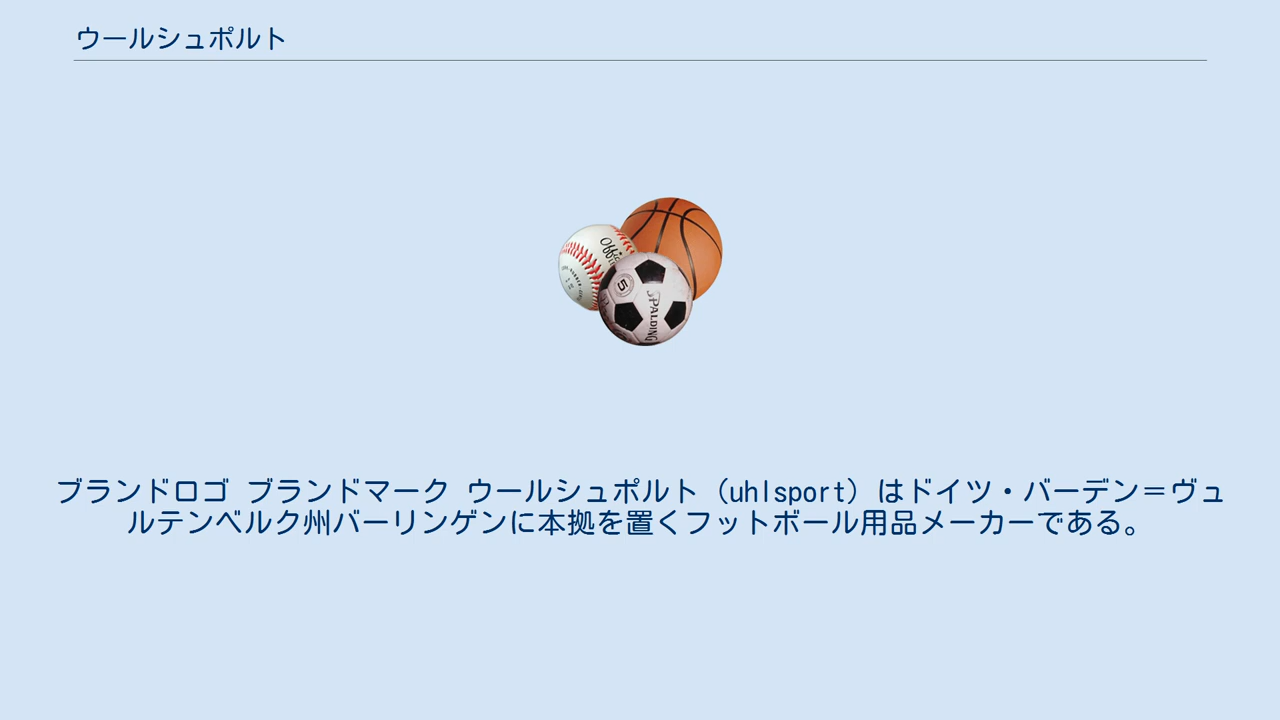 ウールシュポルト
Offici
5
SPALDING
ブランドロゴ ブランドマーク ウールシュポルト（uhlsport）はドイツ・バーデン＝ヴュ
ルテンベルク州バーリンゲンに本拠を置くフットボール用品メーカーである。